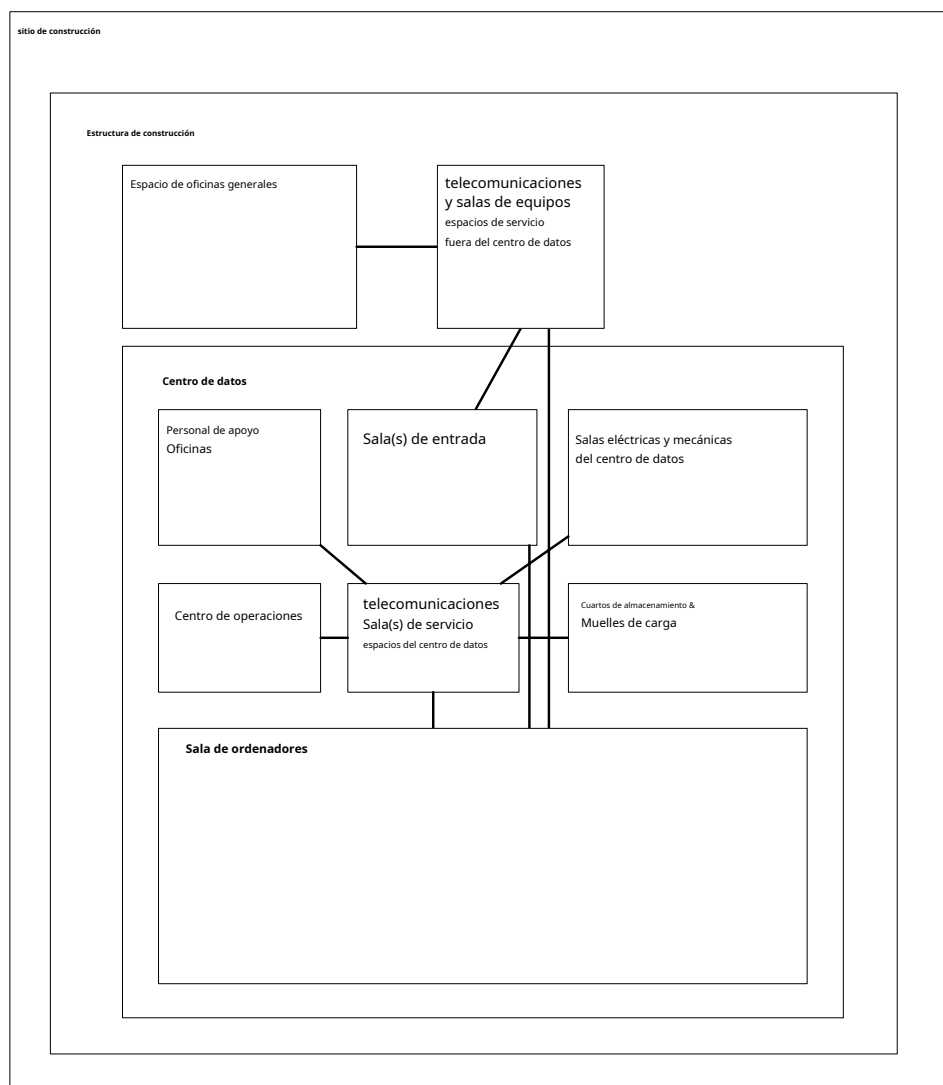 sitio de construcción
Estructura de construcción
Espacio de oficinas generales
telecomunicaciones
y salas de equipos
espacios de servicio
fuera del centro de datos
Centro de datos
Personal de apoyo
Oficinas
Sala(s) de entrada
Salas eléctricas y mecánicas
del centro de datos
Centro de operaciones
telecomunicaciones
Sala(s) de servicio
espacios del centro de datos
Cuartos de almacenamiento &
Muelles de carga
Sala de ordenadores